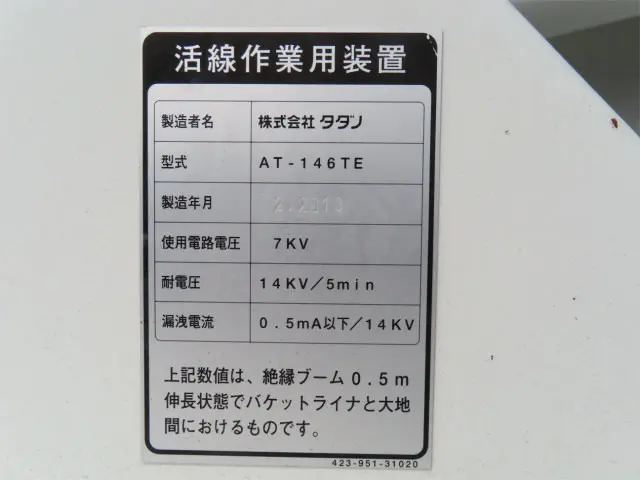 活線作業用装置
製造者名 株式会社 タダノ
型式 AT-146TE
製造年月 2.2013
使用電路電圧 7KV
耐電圧 14KV/5min
漏洩電流 0.5mA以下/14KV
上記数値は、絶縁ブーム0.5m
伸長状態でバケットライナと大地
間におけるものです。
423-951-31020